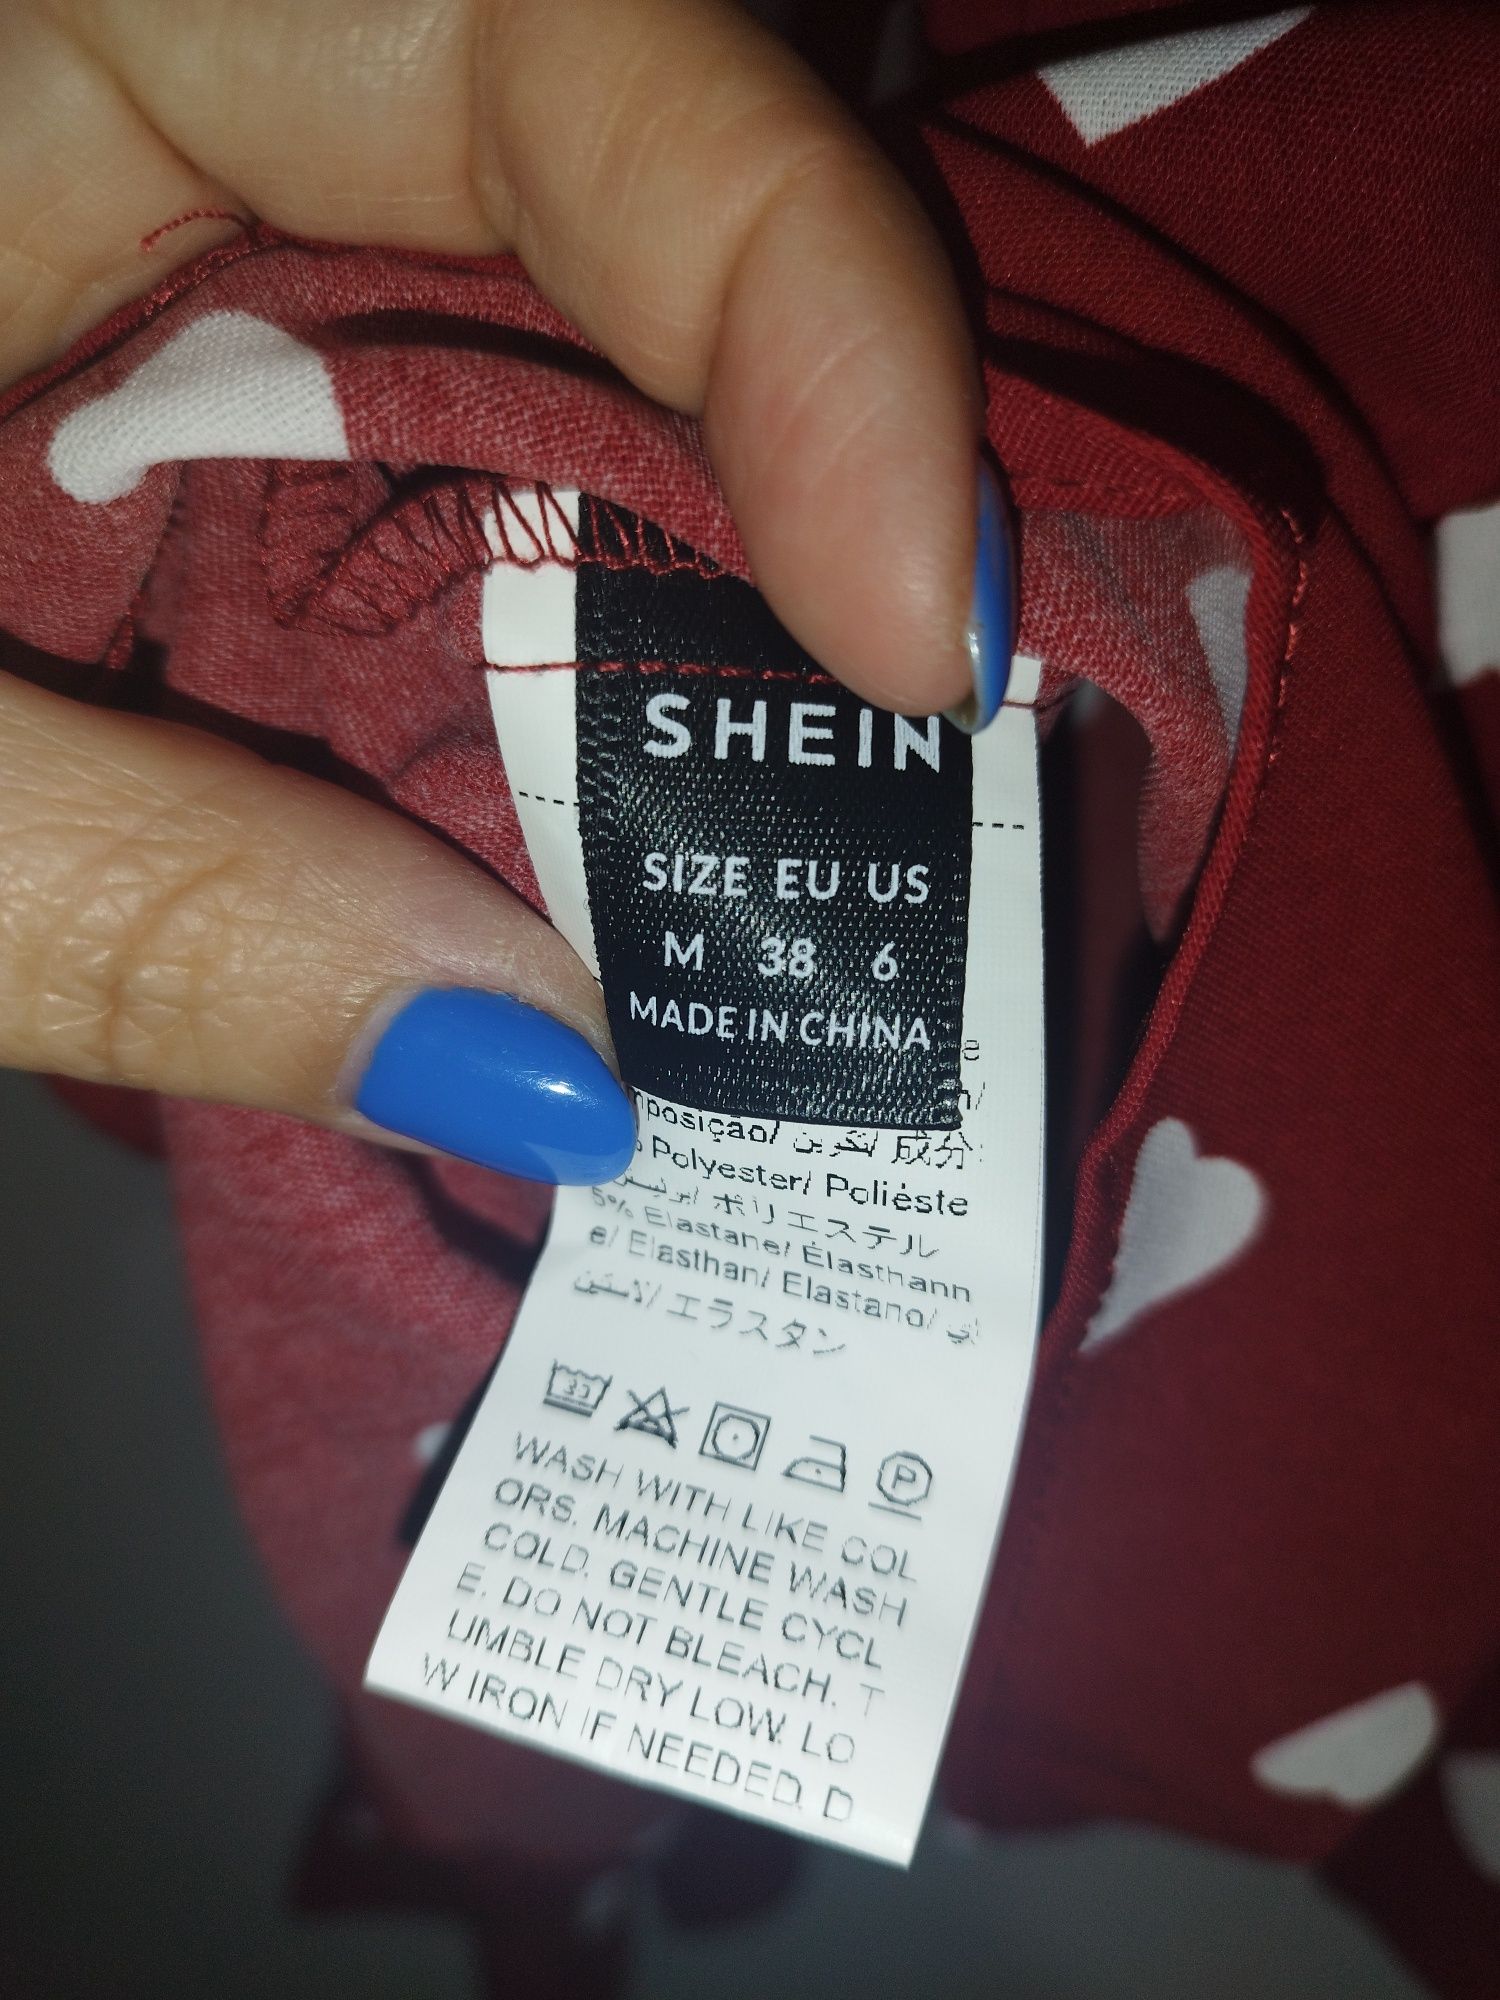 SHEIN
SIZE EU US
M 38 6
MADE IN CHINA
mposição/ تكوين/ 成分:
% Polyester/ Poliéste
ポリエステル
5% Elastane/ Élasthann
e/ Elasthan/ Elastano/
エラスタン
30
P
WASH WITH LIKE COL
ORS. MACHINE WASH
COLD. GENTLE CYCL
E. DO NOT BLEACH. T
UMBLE DRY LOW. LO
W IRON IF NEEDED. D